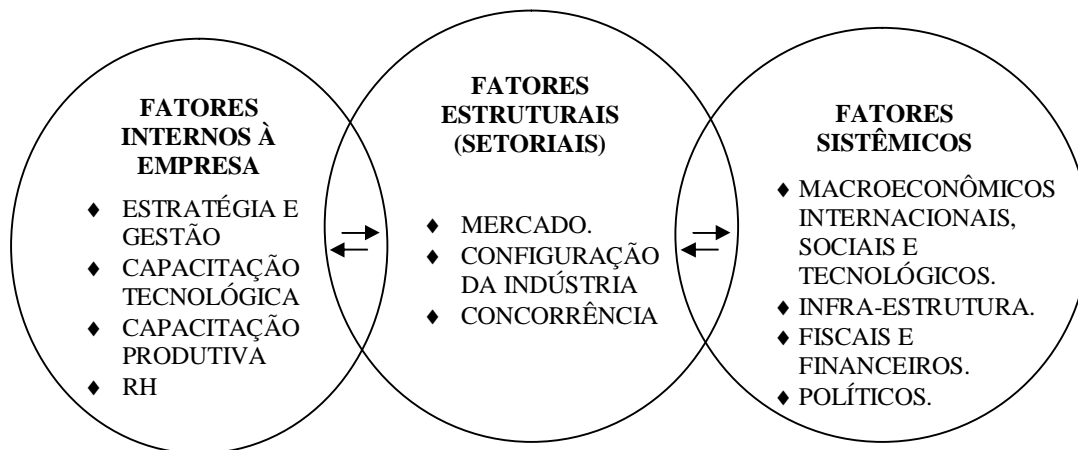 FATORES
INTERNOS À
EMPRESA
♦ ESTRATÉGIA E
GESTÃO
♦ CAPACITAÇÃO
TECNOLÓGICA
♦ CAPACITAÇÃO
PRODUTIVA
♦ RH
FATORES
ESTRUTURAIS
(SETORIAIS)
♦ MERCADO.
♦ CONFIGURAÇÃO
DA INDÚSTRIA
♦ CONCORRÊNCIA
FATORES
SISTÊMICOS
♦ MACROECONÔMICOS
INTERNACIONAIS,
SOCIAIS E
TECNOLÓGICOS.
♦ INFRA-ESTRUTURA.
♦ FISCAIS E
FINANCEIROS.
♦ POLÍTICOS.